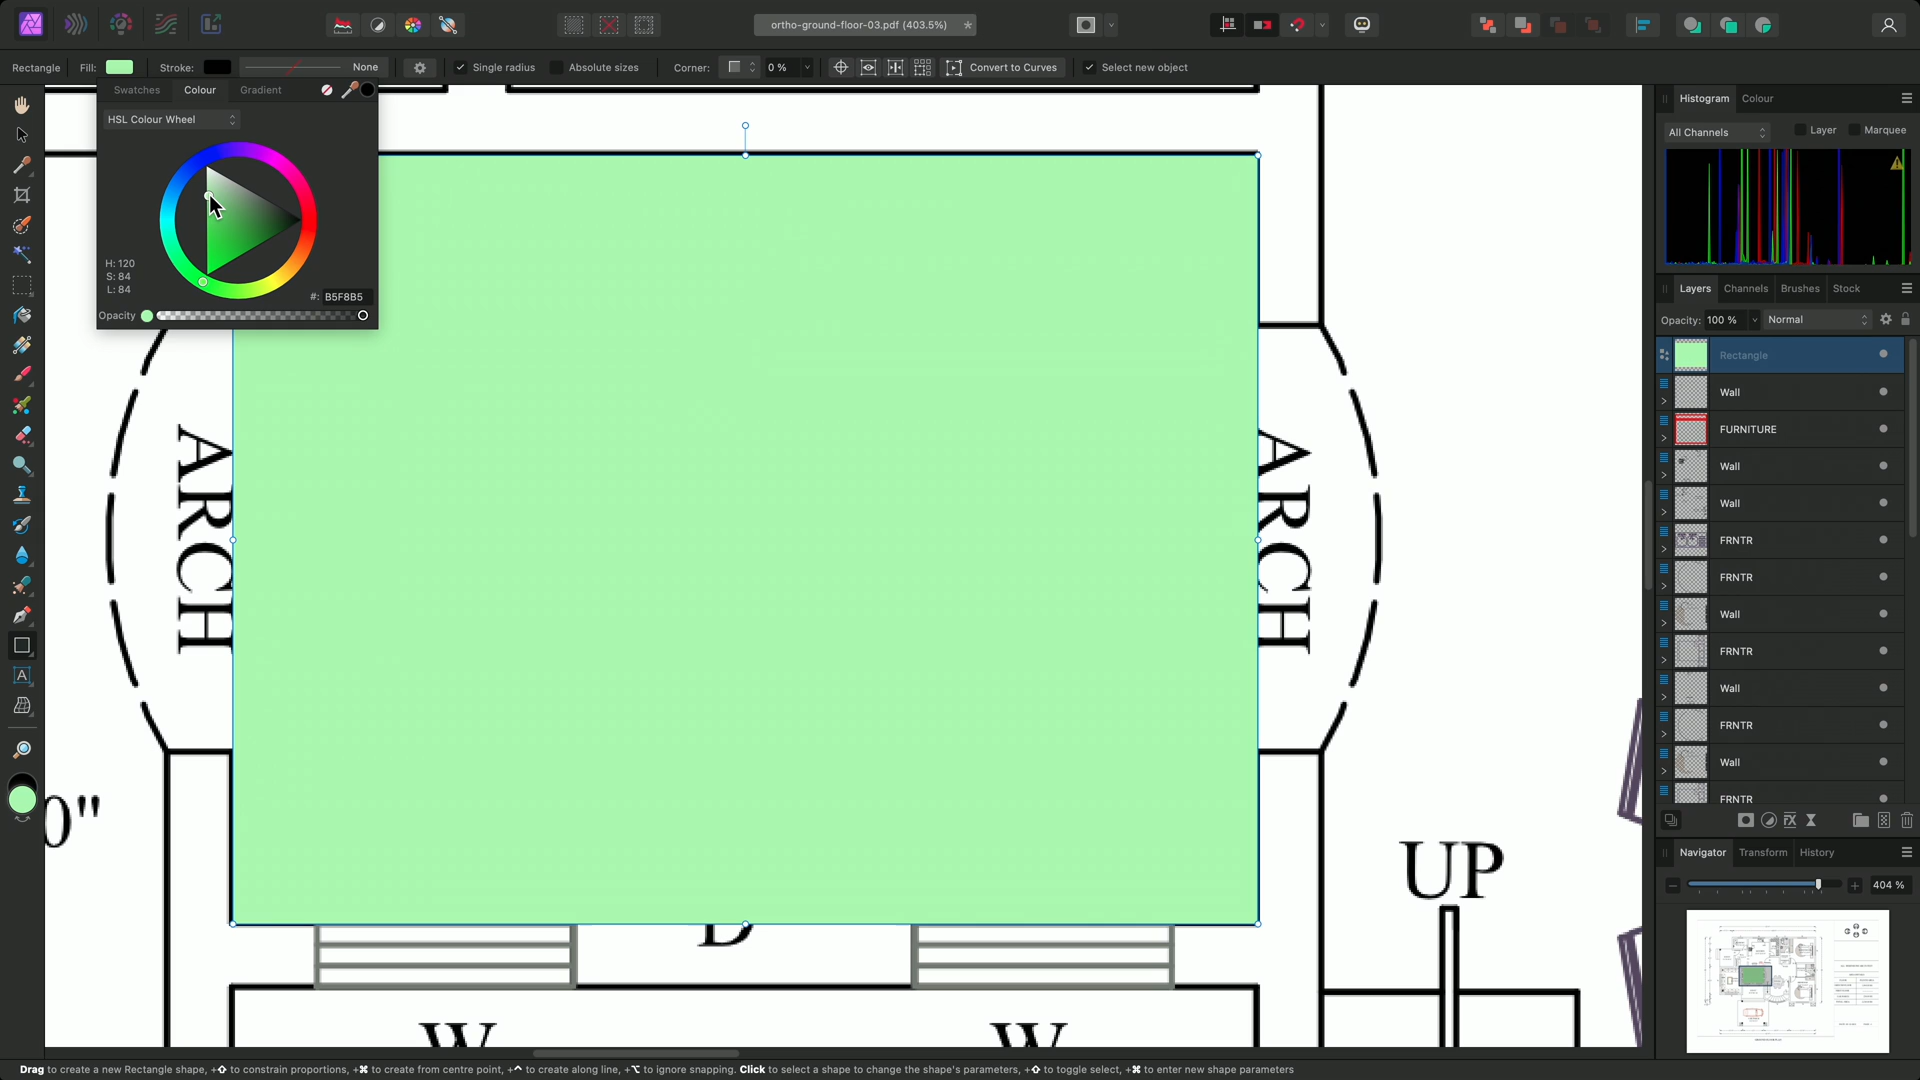 ortho-ground-floor-03.pdf (403.5%)
Rectangle
Fill:
Stroke:
None
Single radius
Absolute sizes
Corner:
0 %
Convert to Curves
Select new object
Swatches
Colour
Gradient
HSL Colour Wheel
H: 120
S: 84
L: 84
#: B5F8B5
Opacity
ARCH
ARCH
0"
D
UP
W
W
Histogram
Colour
All Channels
Layer
Marquee
Layers
Channels
Brushes
Stock
Opacity: 100 %
Normal
Rectangle
Wall
FURNITURE
Wall
Wall
FRNTR
FRNTR
Wall
FRNTR
Wall
FRNTR
Wall
FRNTR
Navigator
Transform
History
404 %
Drag to create a new Rectangle shape, +⇧ to constrain proportions, +⌘ to create from centre point, +^ to create along line, +⌥ to ignore snapping. Click to select a shape to change the shape's parameters, +⇧ to toggle select, +⌘ to enter new shape parameters